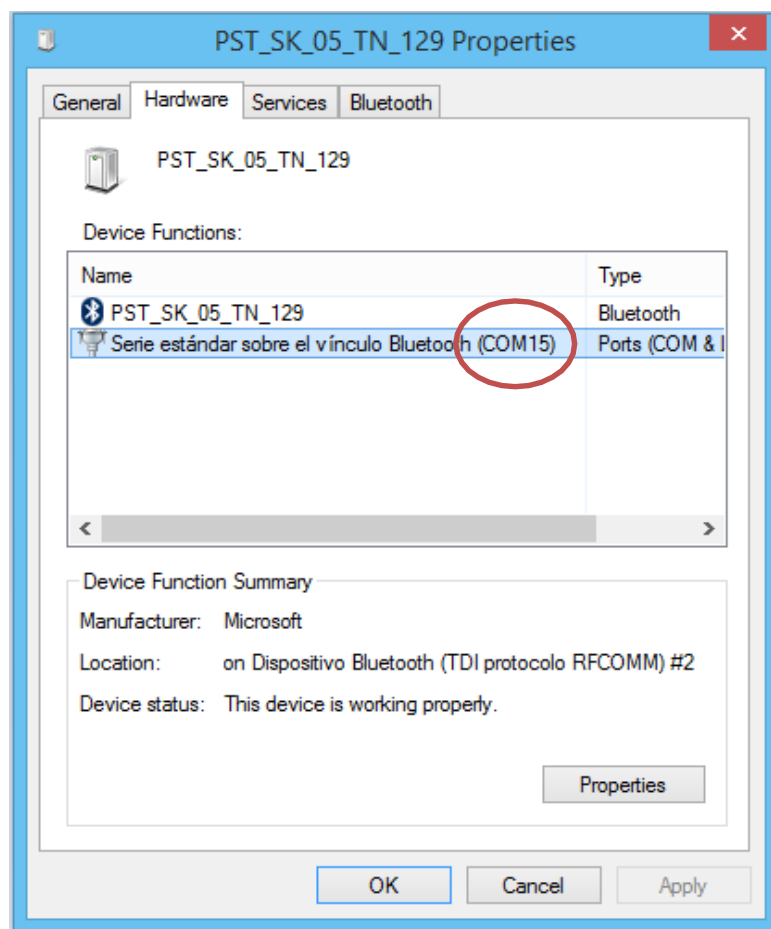 PST_SK_05_TN_129 Properties
General Hardware Services Bluetooth
PST_SK_05_TN_129
Device Functions:
Name Type
PST_SK_05_TN_129 Bluetooth
Serie estándar sobre el vínculo Bluetooth (COM15) Ports (COM & l
Device Function Summary
Manufacturer: Microsoft
Location: on Dispositivo Bluetooth (TDI protocolo RFCOMM) #2
Device status: This device is working properly.
Properties
OK Cancel Apply